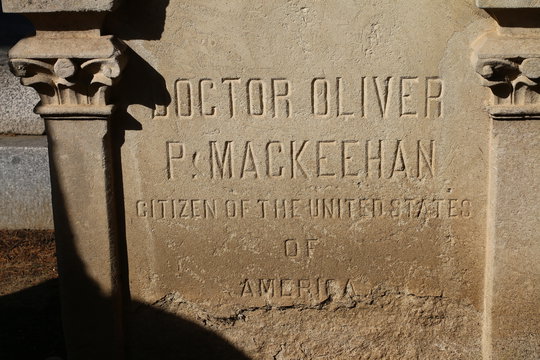 DOCTOR OLIVER
P. MACKEEHAN
CITIZEN OF THE UNITED STATES
OF
AMERICA